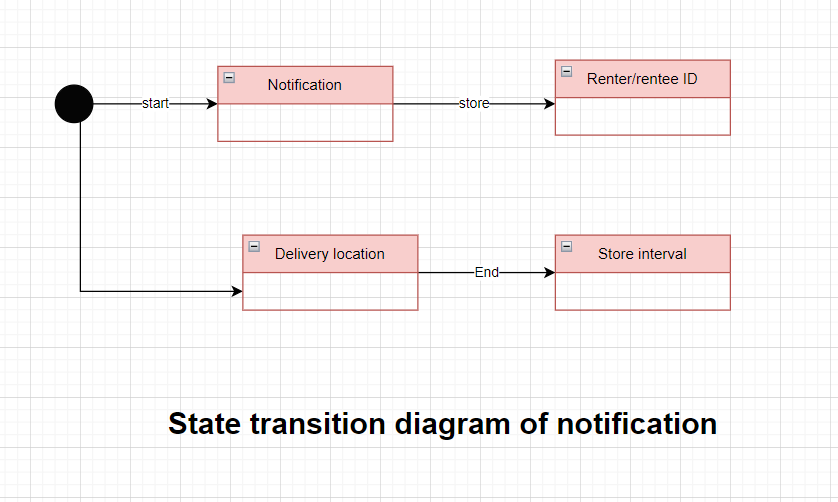 Notification
Renter/rentee ID
start
store
Delivery location
Store interval
End
State transition diagram of notification